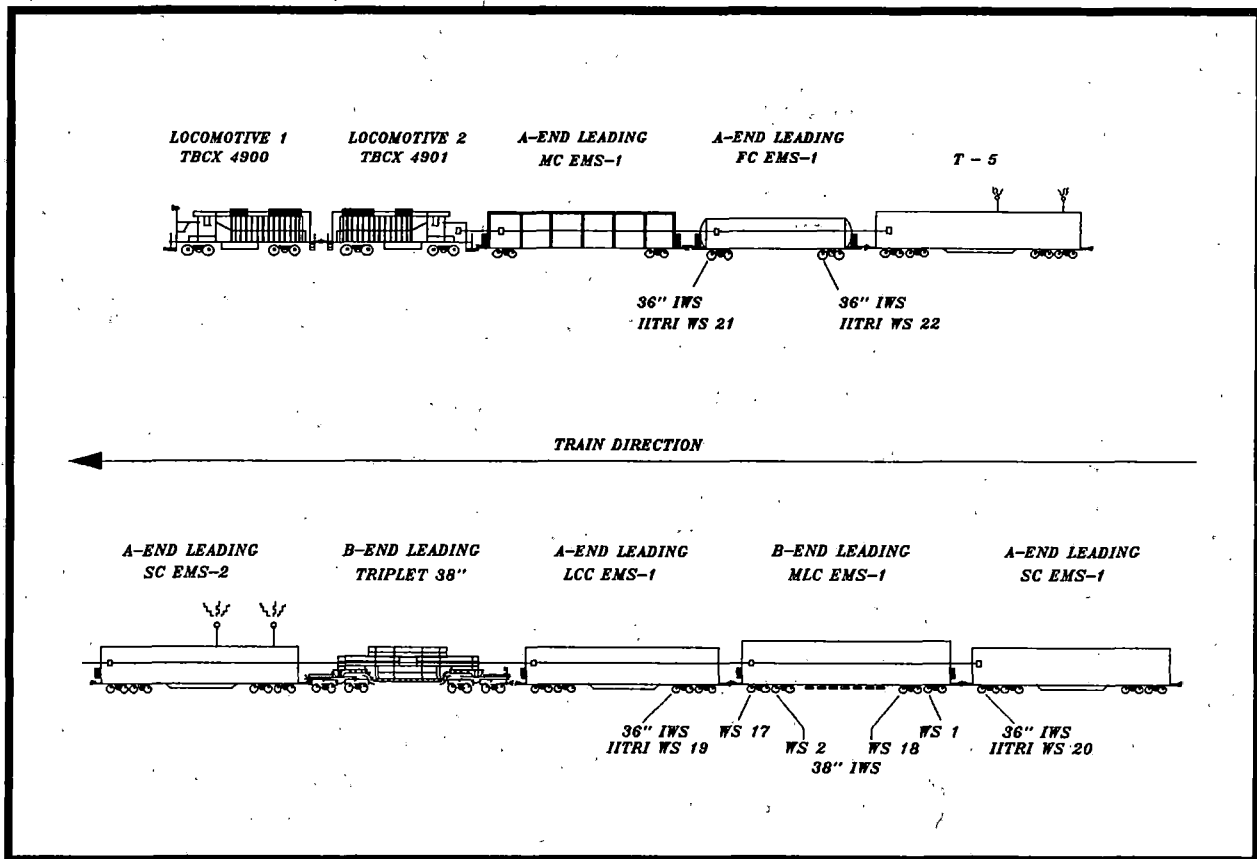 LOCOMOTIVE 1
TBCX 4900
LOCOMOTIVE 2
TBCX 4901
A-END LEADING
MC EMS-1
A-END LEADING
FC EMS-1
T - 5
36" IWS
IITRI WS 21
36" IWS
IITRI WS 22
TRAIN DIRECTION
A-END LEADING
SC EMS-2
B-END LEADING
TRIPLET 38"
A-END LEADING
LCC EMS-1
B-END LEADING
MLC EMS-1
A-END LEADING
SC EMS-1
36" IWS
IITRI WS 19
WS 17
WS 2
WS 18
38" IWS
WS 1
36" IWS
IITRI WS 20